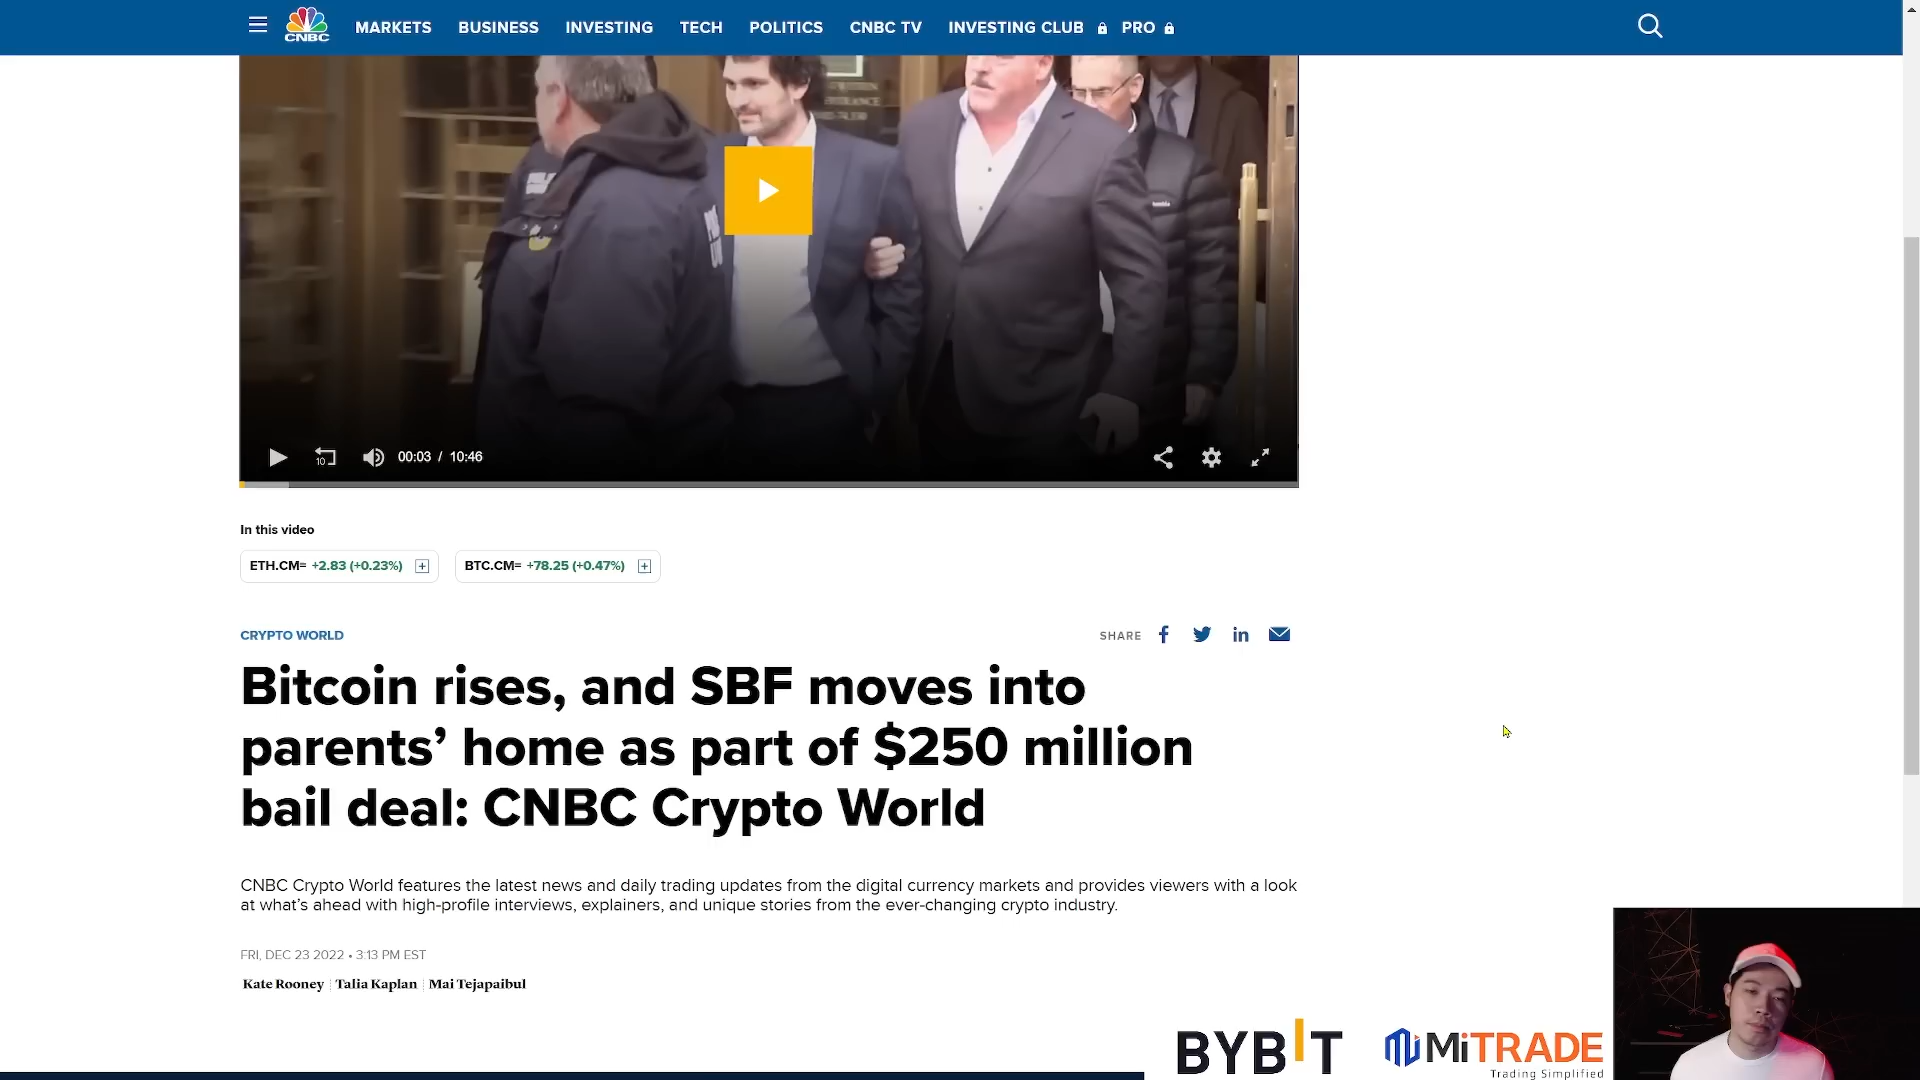 CNBC
MARKETS BUSINESS INVESTING TECH POLITICS CNBC TV INVESTING CLUB PRO
10 00:03 / 10:46
In this video
ETH.CM= +2.83 (+0.23%)
BTC.CM= +78.25 (+0.47%)
CRYPTO WORLD
SHARE
Bitcoin rises, and SBF moves into
parents’ home as part of $250 million
bail deal: CNBC Crypto World
CNBC Crypto World features the latest news and daily trading updates from the digital currency markets and provides viewers with a look
at what’s ahead with high-profile interviews, explainers, and unique stories from the ever-changing crypto industry.
FRI, DEC 23 2022 • 3:13 PM EST
Kate Rooney | Talia Kaplan | Mai Tejapaibul
BYBIT
MiTRADE
Trading Simplified